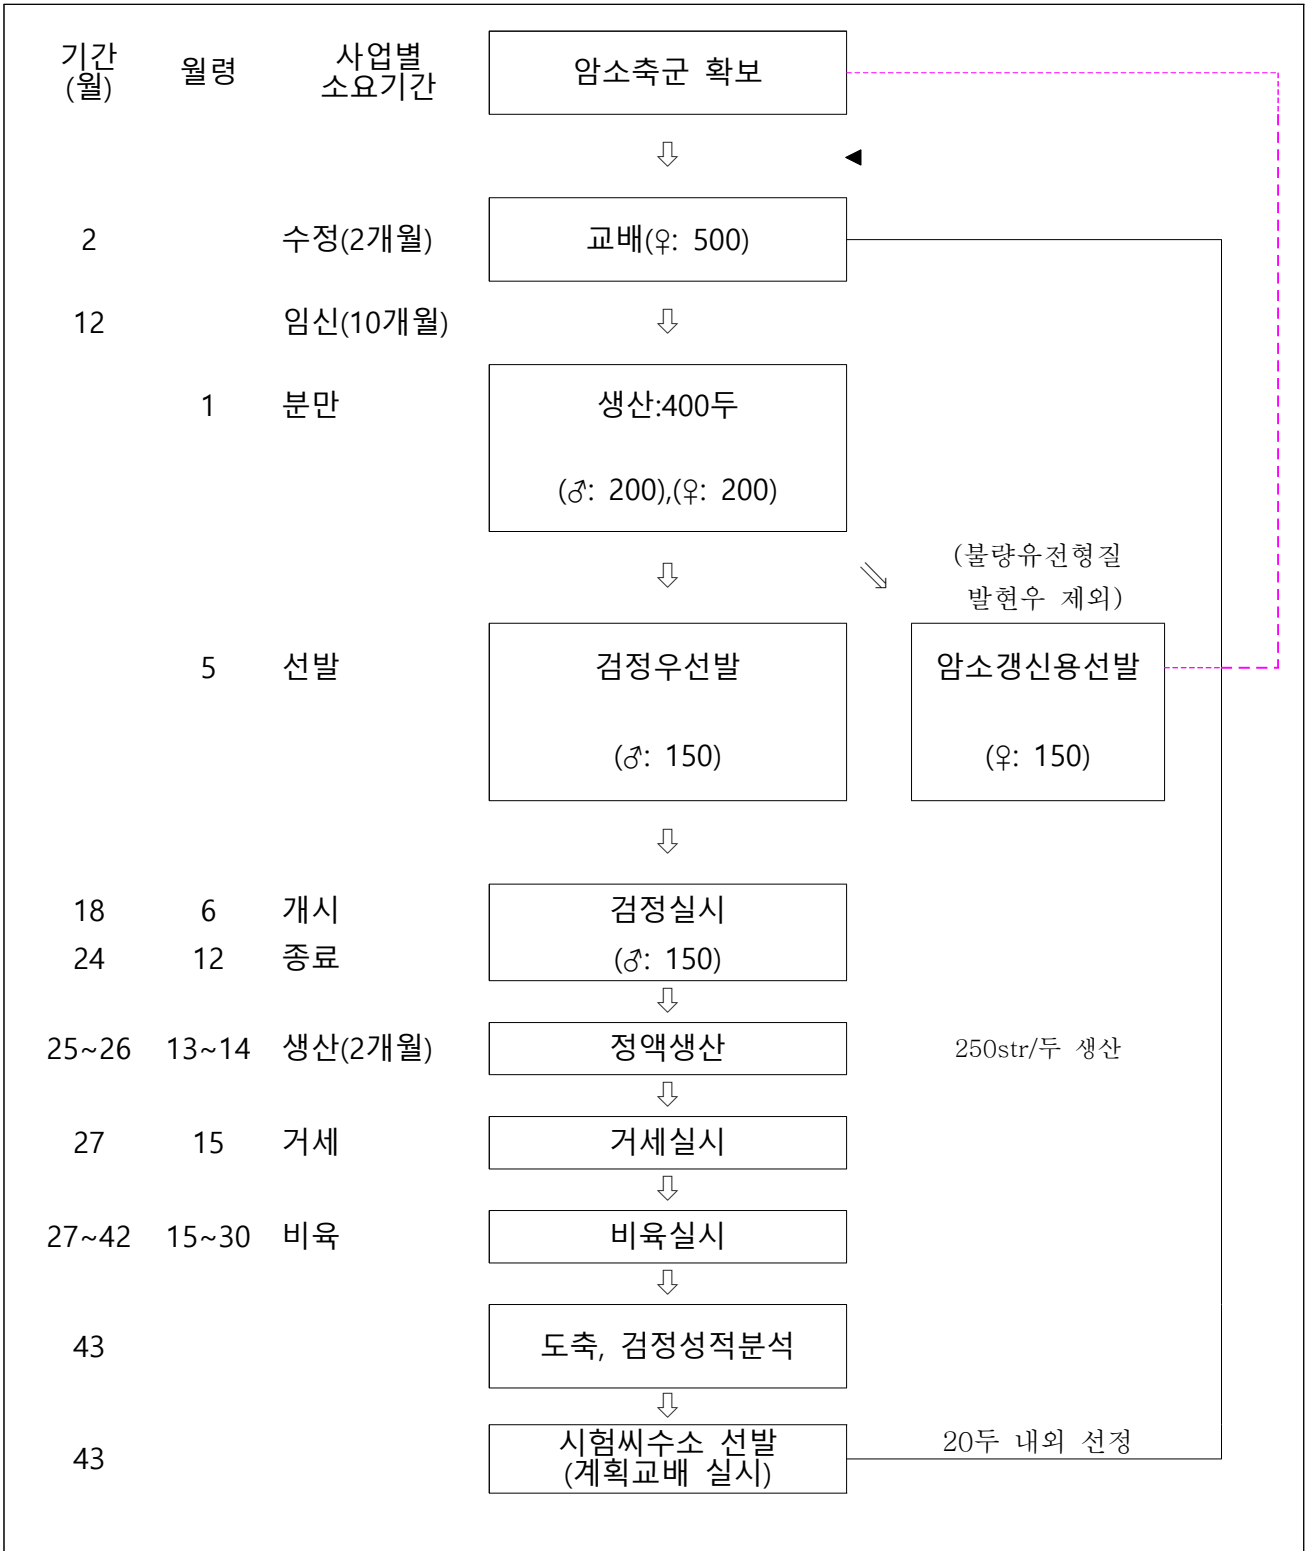 기간
(월)
월령
사업별
소요기간
암소축군 확보
2
수정(2개월)
교배(♀: 500)
12
임신(10개월)
1
분만
생산:400두
(♂: 200),(♀: 200)
(불량유전형질
발현우 제외)
5
선발
검정우선발
(♂: 150)
암소갱신용선발
(♀: 150)
18
6
개시
검정실시
24
12
종료
(♂: 150)
25~26
13~14
생산(2개월)
정액생산
250str/두 생산
27
15
거세
거세실시
27~42
15~30
비육
비육실시
43
도축, 검정성적분석
43
시험씨수소 선발
(계획교배 실시)
20두 내외 선정